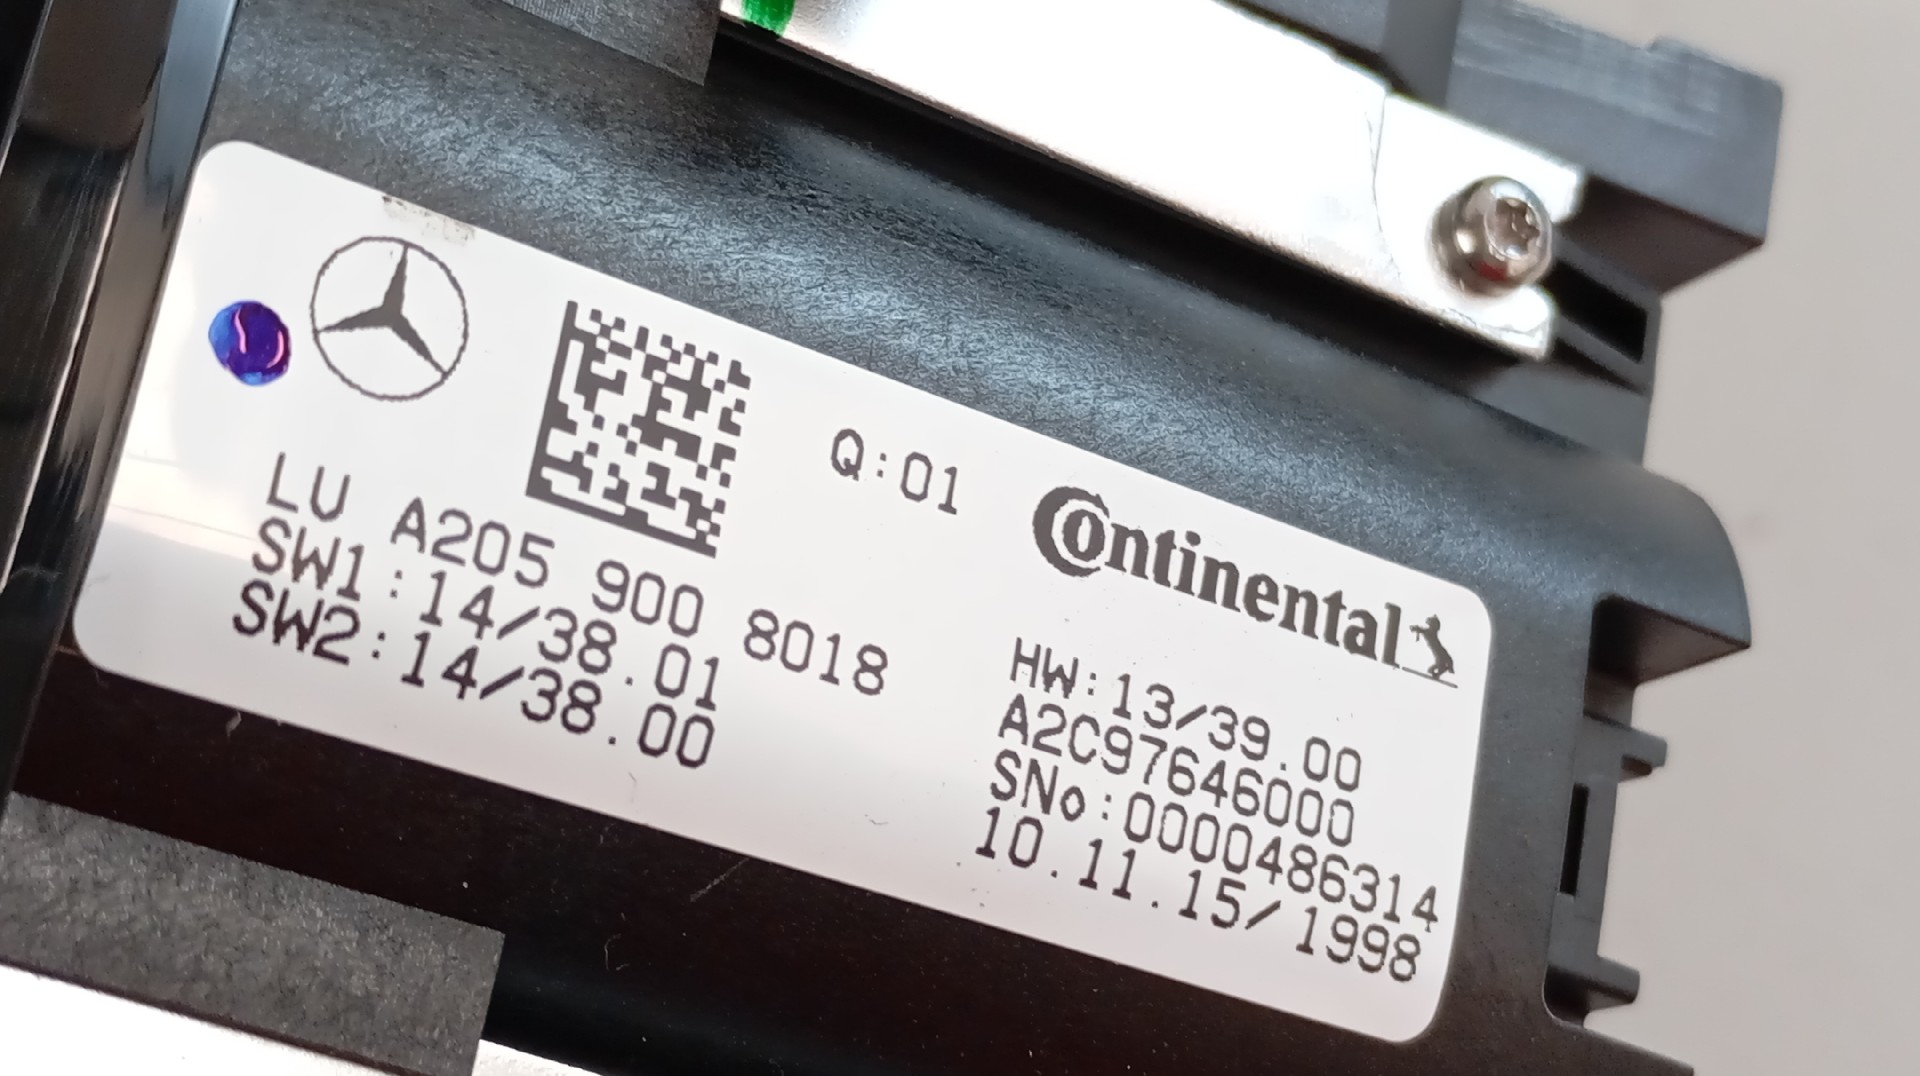 Q:01
LU A205 900 8018
SW1:14/38.01
SW2:14/38.00
Continental
HW:13/39.00
A2C97646000
SNo:0000486314
10.11.15/1998